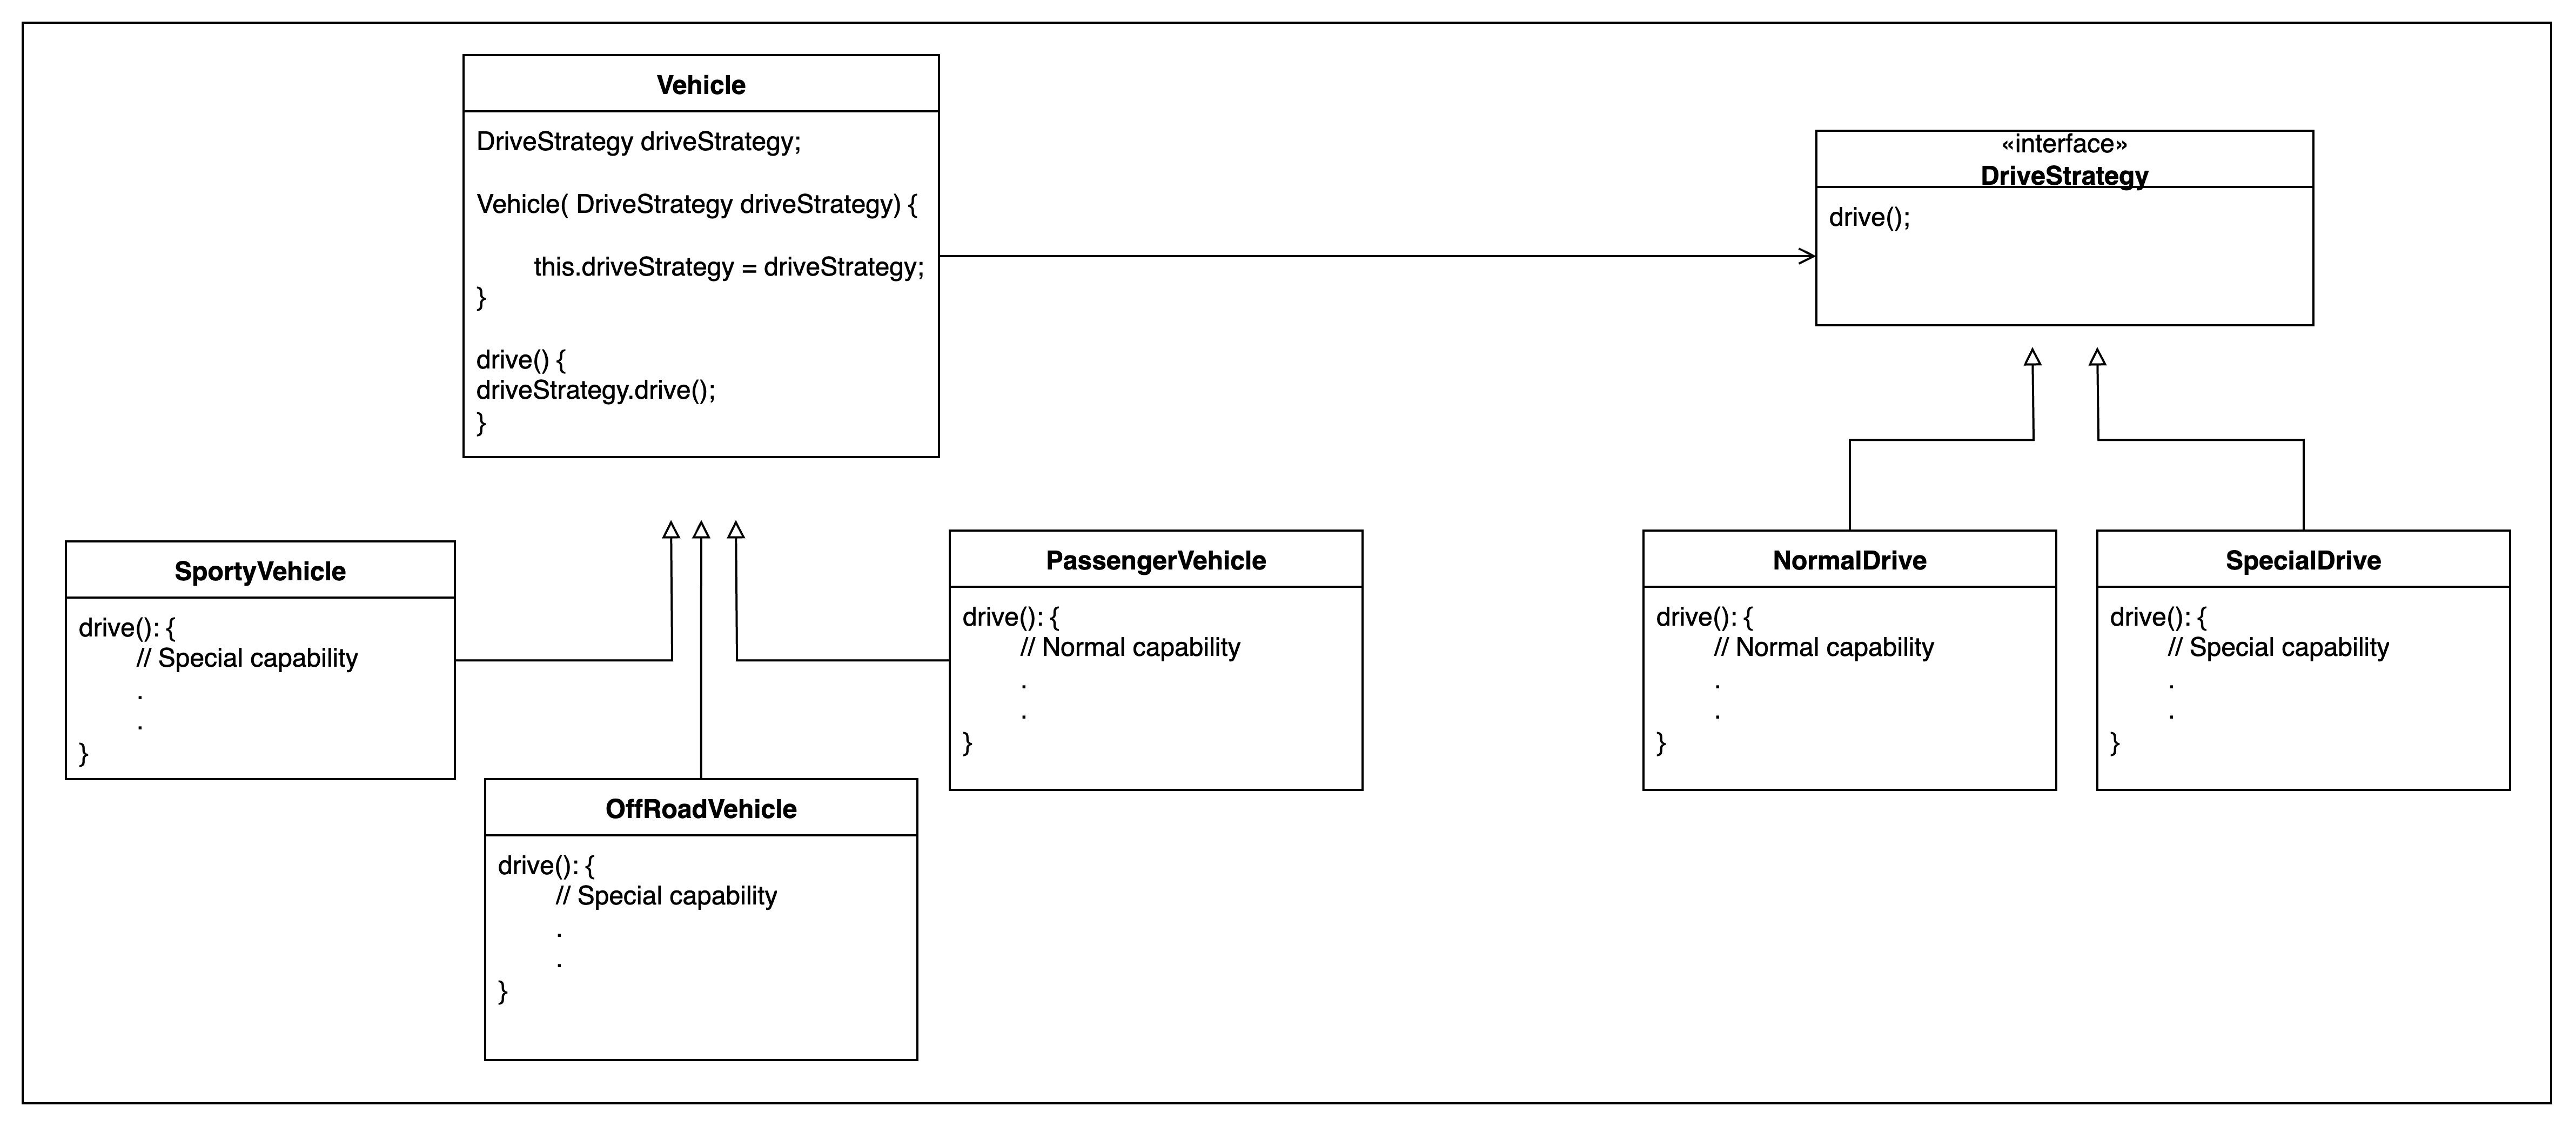 Vehicle
DriveStrategy driveStrategy;
Vehicle( DriveStrategy driveStrategy) {
this.driveStrategy = driveStrategy;
}
drive() {
driveStrategy.drive();
}
«interface»
DriveStrategy
drive();
SportyVehicle
drive(): {
// Special capability
.
.
}
OffRoadVehicle
drive(): {
// Special capability
.
.
}
PassengerVehicle
drive(): {
// Normal capability
.
.
}
NormalDrive
drive(): {
// Normal capability
.
.
}
SpecialDrive
drive(): {
// Special capability
.
.
}